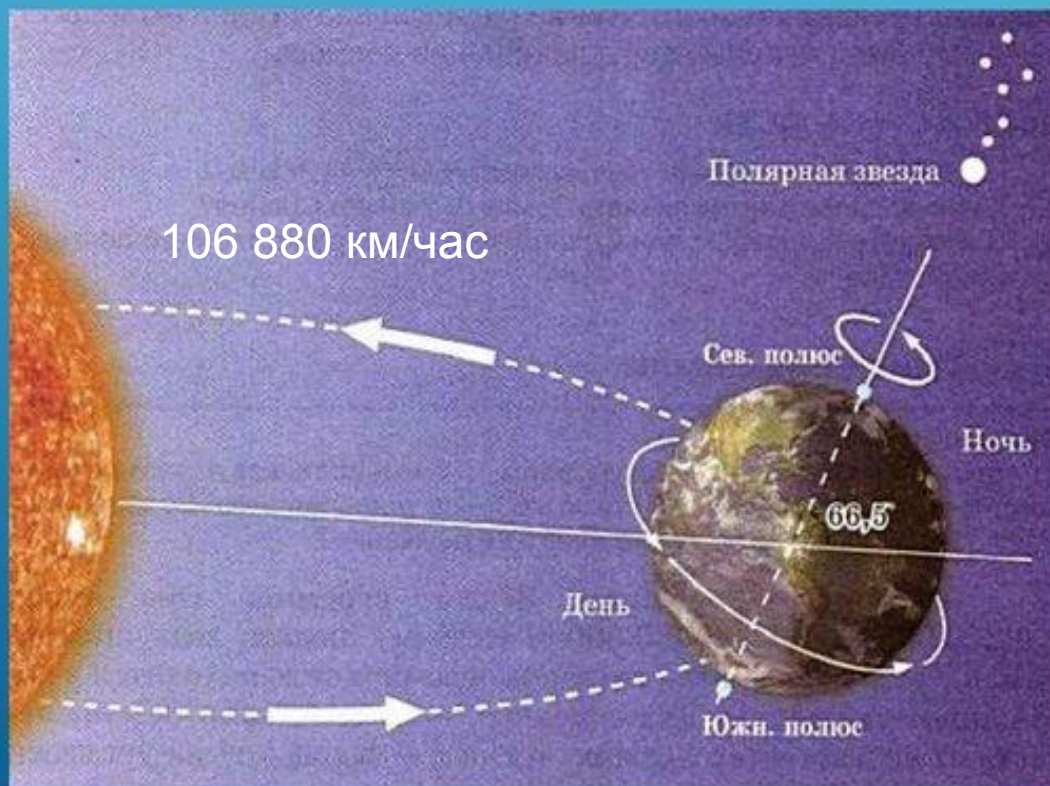 Полярная звезда
106 880 км/час
Сев. полюс
Ночь
66,5
День
Южн. полюс